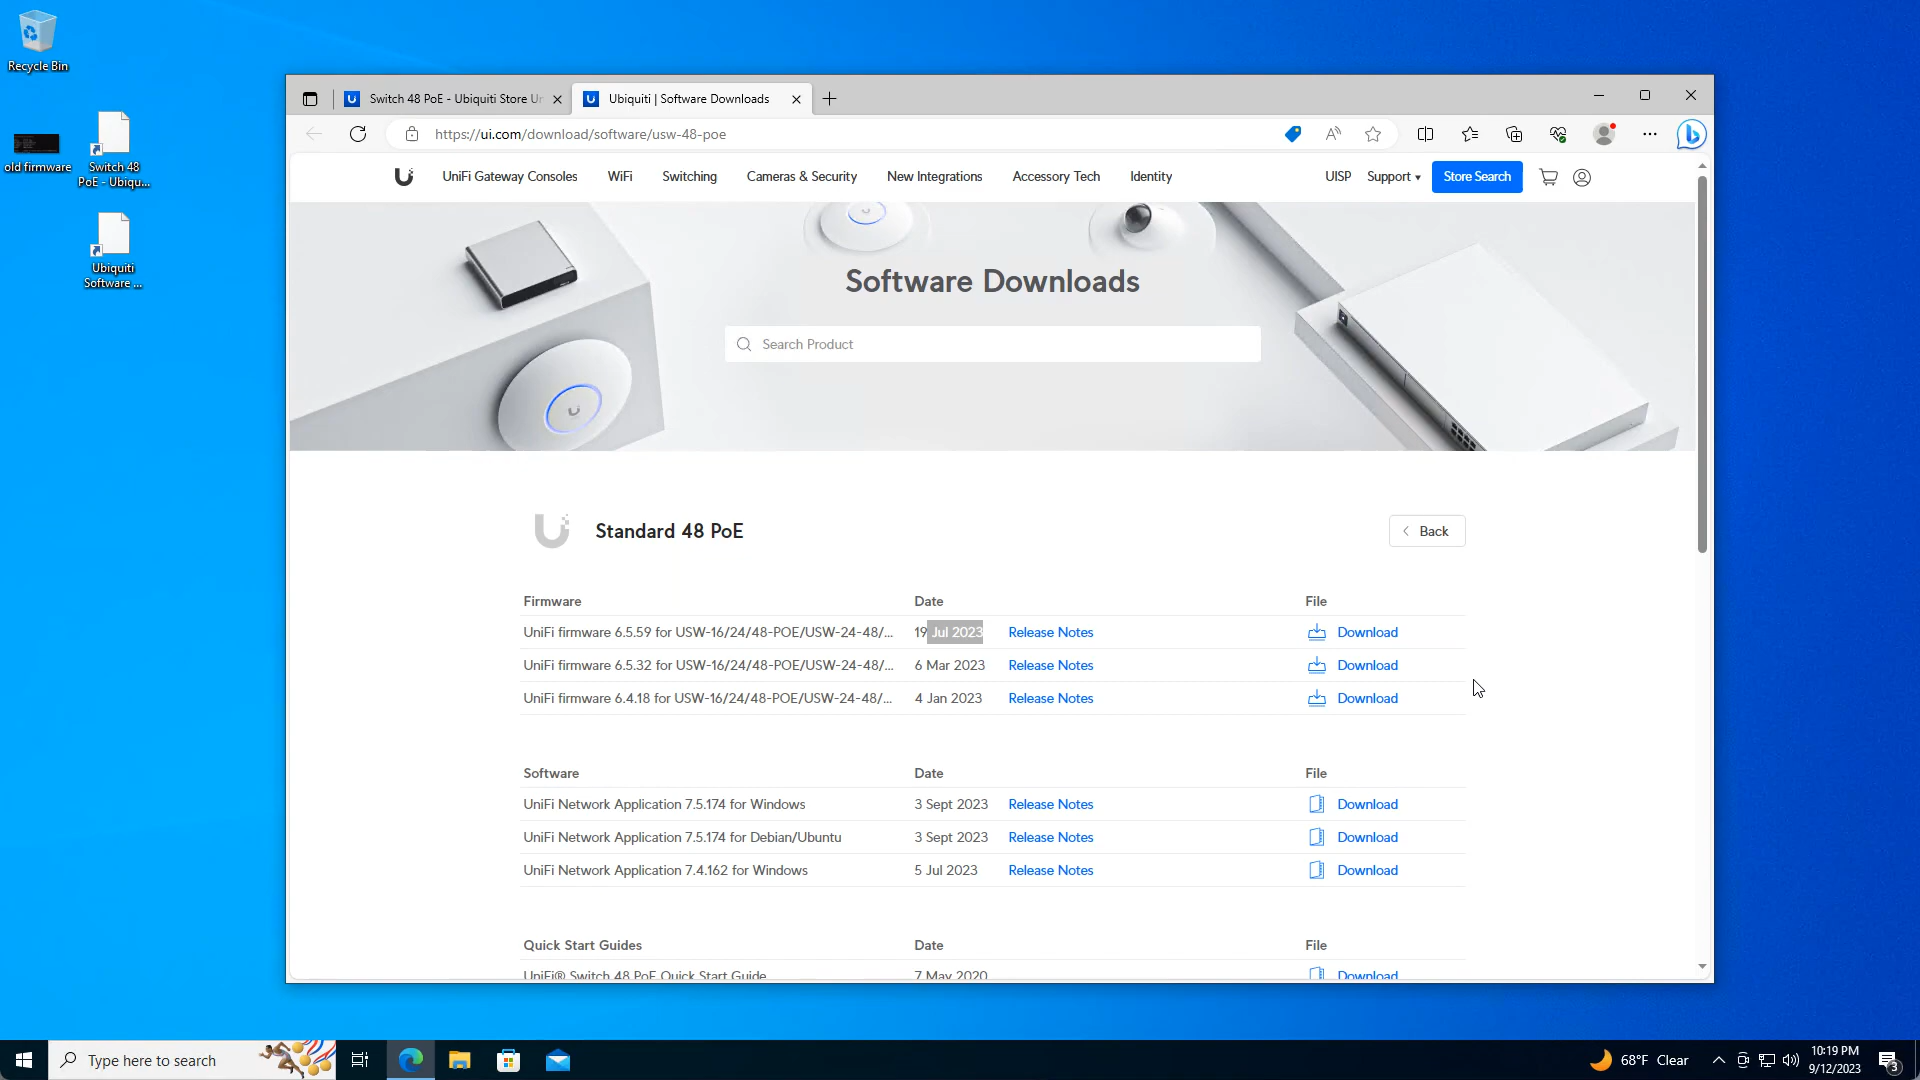 Recycle Bin
old firmware
Switch 48
PoE - Ubiqu...
Ubiquiti
Software ...
Switch 48 PoE - Ubiquiti Store Un
Ubiquiti | Software Downloads
https://ui.com/download/software/usw-48-poe
UniFi Gateway Consoles WiFi Switching Cameras & Security New Integrations Accessory Tech Identity UISP Support Store Search
Software Downloads
Search Product
Standard 48 PoE
Back
Firmware Date File
UniFi firmware 6.5.59 for USW-16/24/48-POE/USW-24-48/... 19 Jul 2023 Release Notes Download
UniFi firmware 6.5.32 for USW-16/24/48-POE/USW-24-48/... 6 Mar 2023 Release Notes Download
UniFi firmware 6.4.18 for USW-16/24/48-POE/USW-24-48/... 4 Jan 2023 Release Notes Download
Software Date File
UniFi Network Application 7.5.174 for Windows 3 Sept 2023 Release Notes Download
UniFi Network Application 7.5.174 for Debian/Ubuntu 3 Sept 2023 Release Notes Download
UniFi Network Application 7.4.162 for Windows 5 Jul 2023 Release Notes Download
Quick Start Guides Date File
UniFi® Switch 48 PoE Quick Start Guide 7 May 2020 Download
Type here to search
68°F Clear
10:19 PM
9/12/2023
3